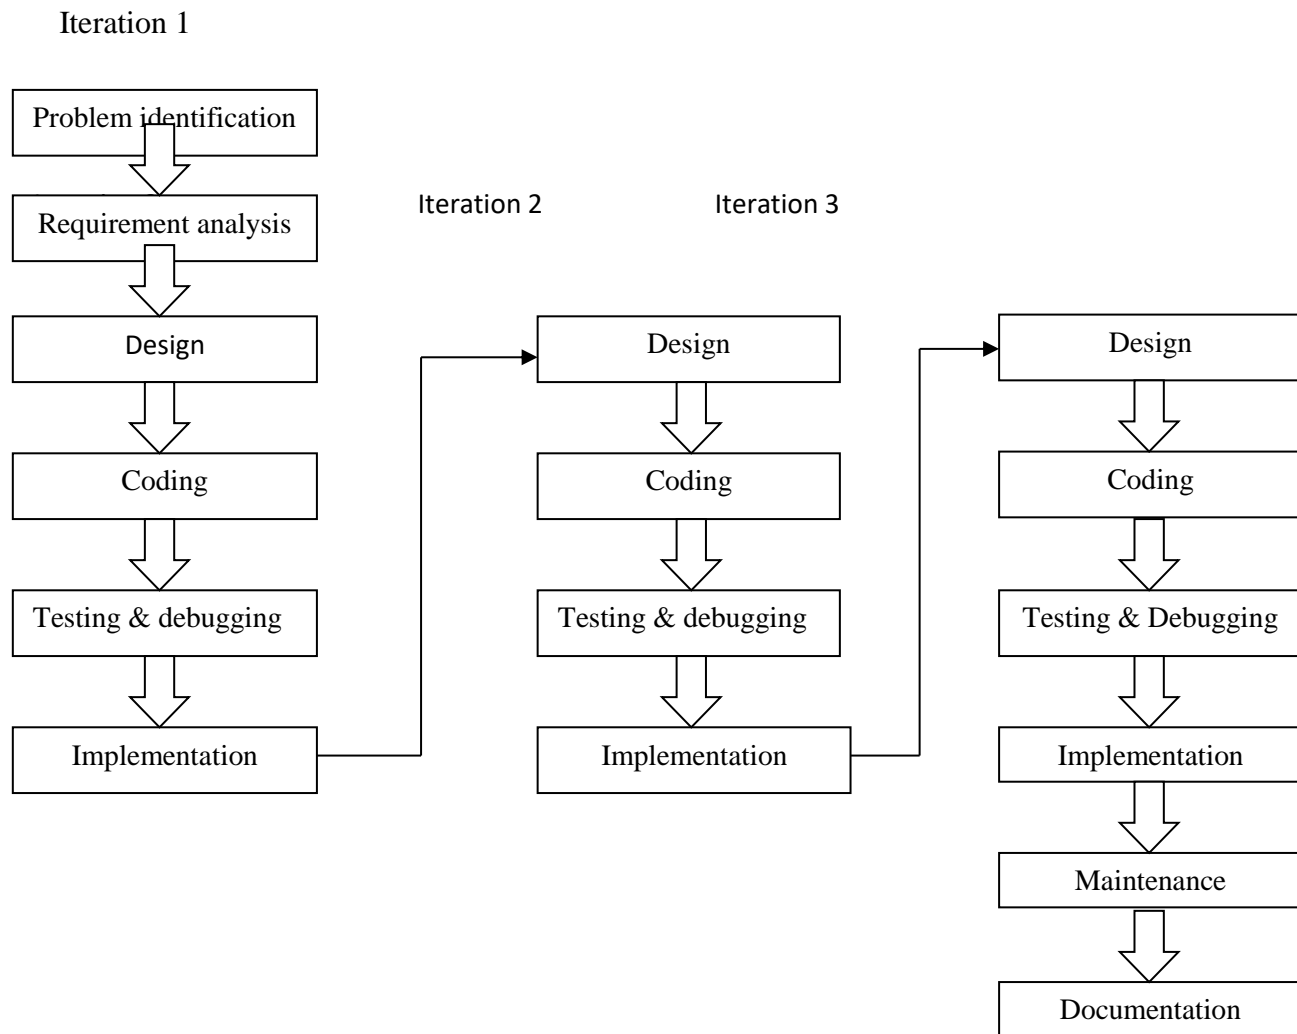 Iteration 1
Problem identification
Requirement analysis
Design
Coding
Testing & debugging
Implementation
Iteration 2
Design
Coding
Testing & debugging
Implementation
Iteration 3
Design
Coding
Testing & Debugging
Implementation
Maintenance
Documentation